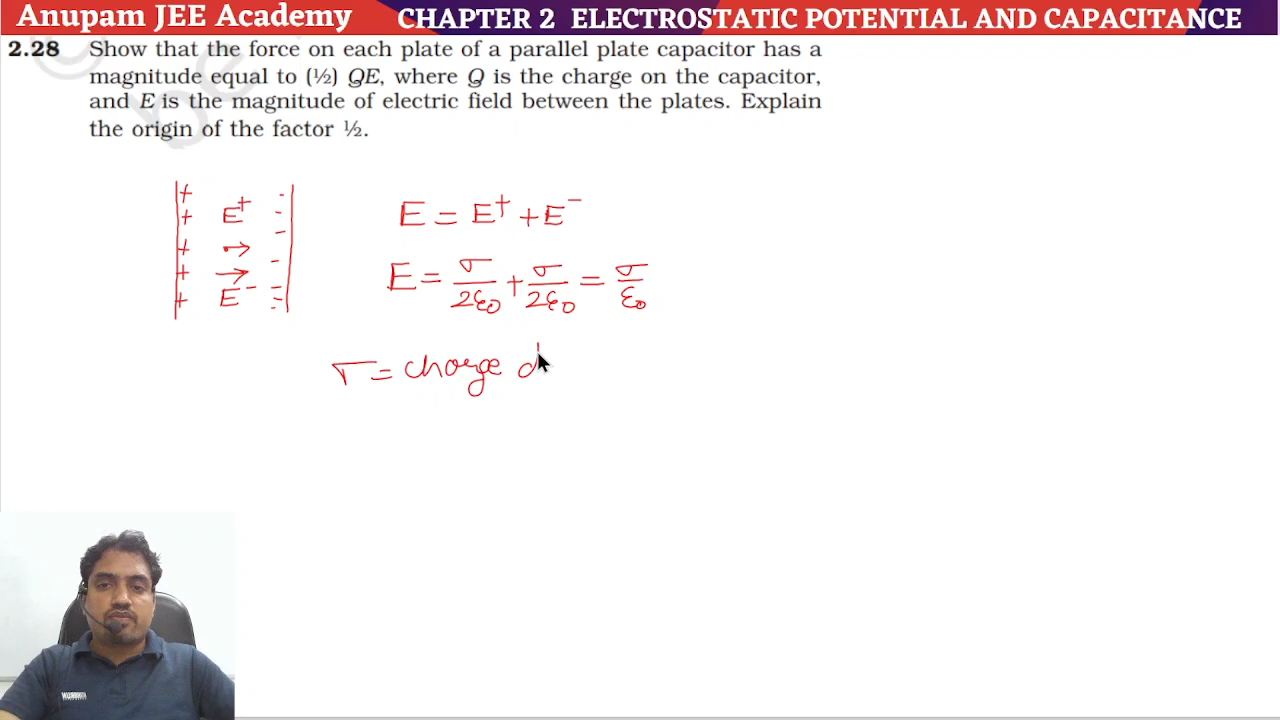 Anupam JEE Academy CHAPTER 2 ELECTROSTATIC POTENTIAL AND CAPACITANCE
2.28 Show that the force on each plate of a parallel plate capacitor has a
magnitude equal to (½) QE, where Q is the charge on the capacitor,
and E is the magnitude of electric field between the plates. Explain
the origin of the factor ½.
+ -
+ E⁺ -
-
+ → -
+ →
+ E⁻ -
E = E⁺ + E⁻
E = σ/2ε₀ + σ/2ε₀ = σ/ε₀
σ = charge d